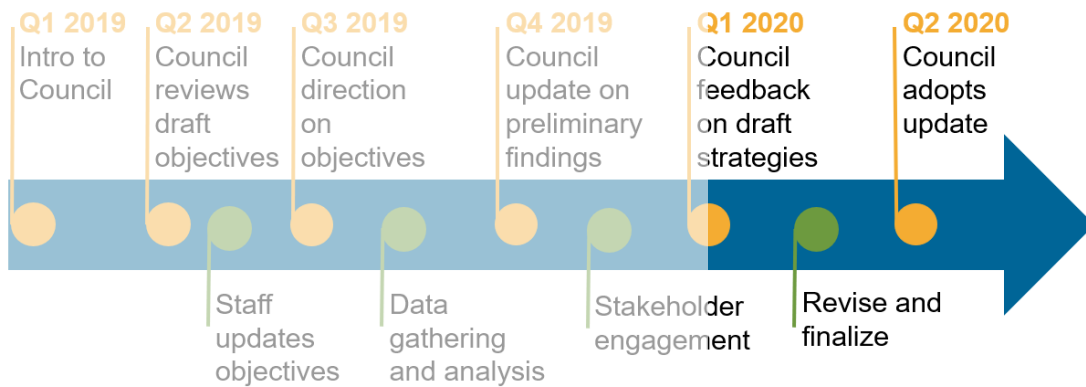 Q1 2019
Intro to
Council
Q2 2019
Council
reviews
draft
objectives
Q3 2019
Council
direction
on
objectives
Q4 2019
Council
update on
preliminary
findings
Q1 2020
Council
feedback
on draft
strategies
Q2 2020
Council
adopts
update
Staff
updates
objectives
Data
gathering
and analysis
Stakeholder
engagement
Revise and
finalize